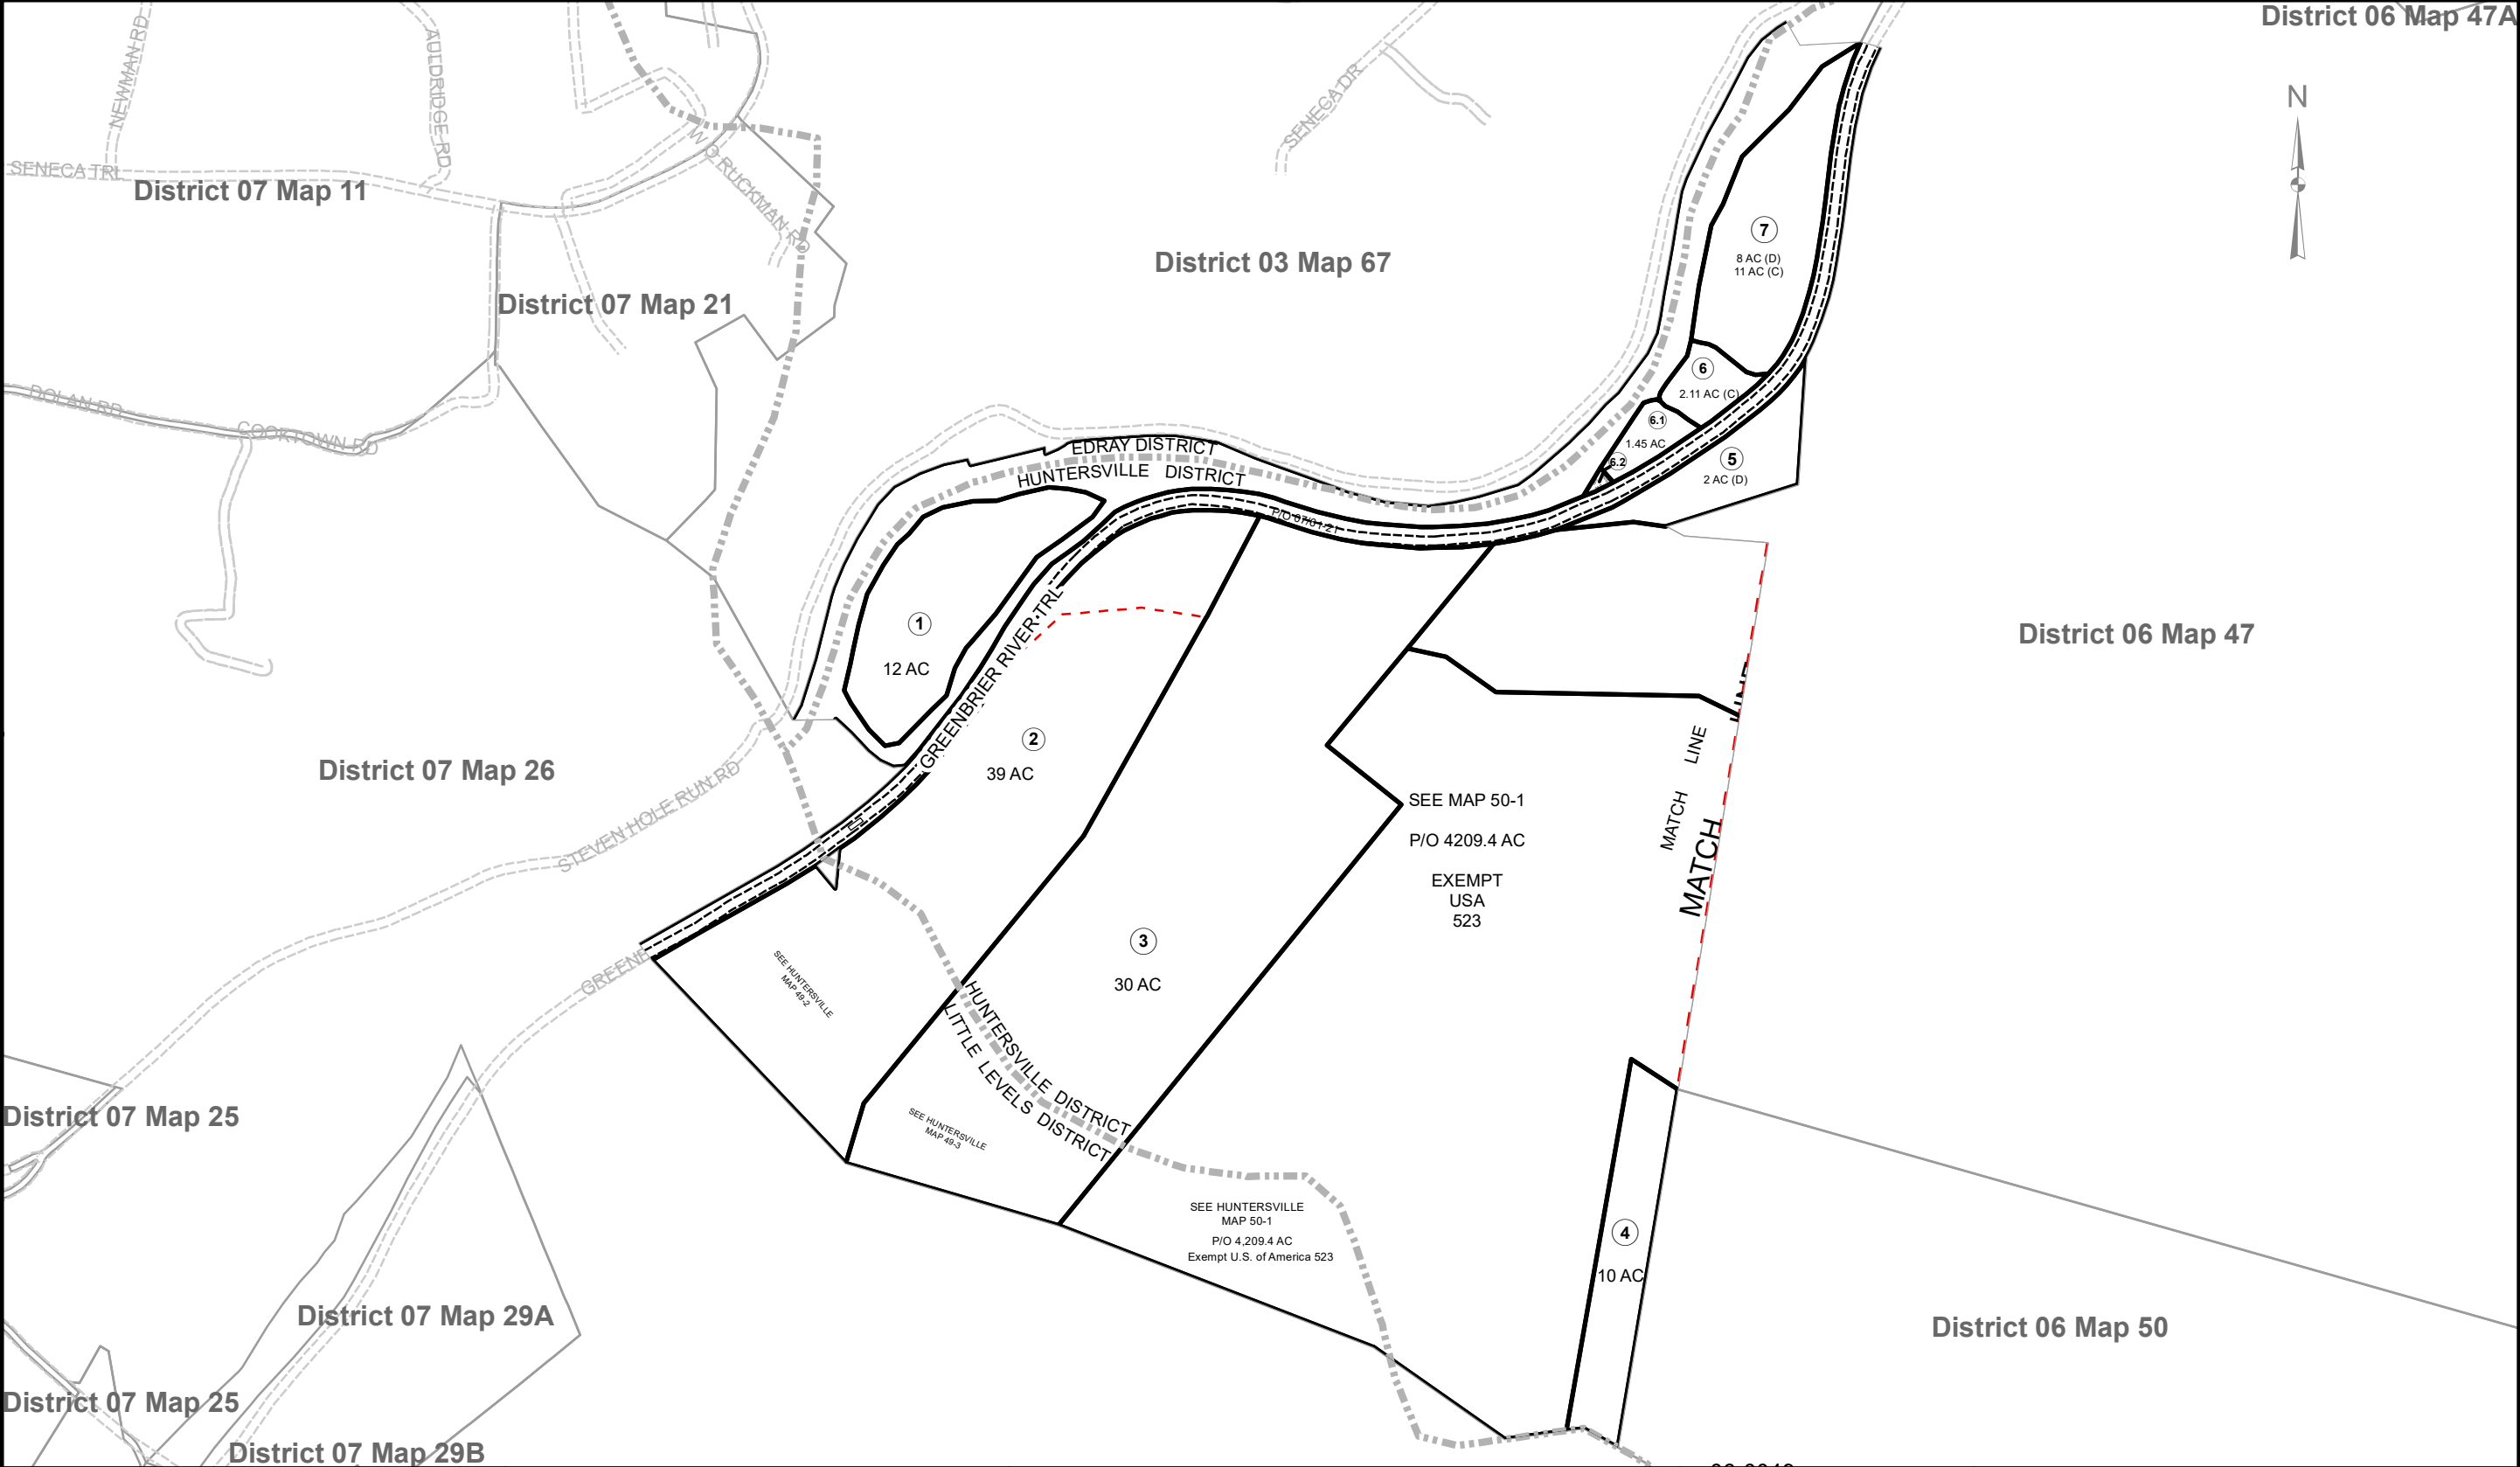 District 06 Map 47A
NEWMAN RD
AULDRIDGE RD
SENECA TRL
District 07 Map 11
W O RUCKMAN RD
SENECA DR
N
District 03 Map 67
District 07 Map 21
7
8 AC (D)
11 AC (C)
6
2.11 AC (C)
6.1
1.45 AC
6.2
5
2 AC (D)
DOLAN RD
COOKTOWN RD
EDRAY DISTRICT
HUNTERSVILLE DISTRICT
P/O 07/01-21
1
12 AC
GREENBRIER RIVER TRL
District 06 Map 47
2
39 AC
District 07 Map 26
STEVEN HOLE RUN RD
SEE MAP 50-1
P/O 4209.4 AC
EXEMPT
USA
523
MATCH LINE
MATCH
3
30 AC
SEE HUNTERSVILLE
MAP 49-2
HUNTERSVILLE DISTRICT
LITTLE LEVELS DISTRICT
SEE HUNTERSVILLE
MAP 49-3
District 07 Map 25
SEE HUNTERSVILLE
MAP 50-1
P/O 4,209.4 AC
Exempt U.S. of America 523
4
10 AC
District 07 Map 29A
District 06 Map 50
District 07 Map 25
District 07 Map 29B